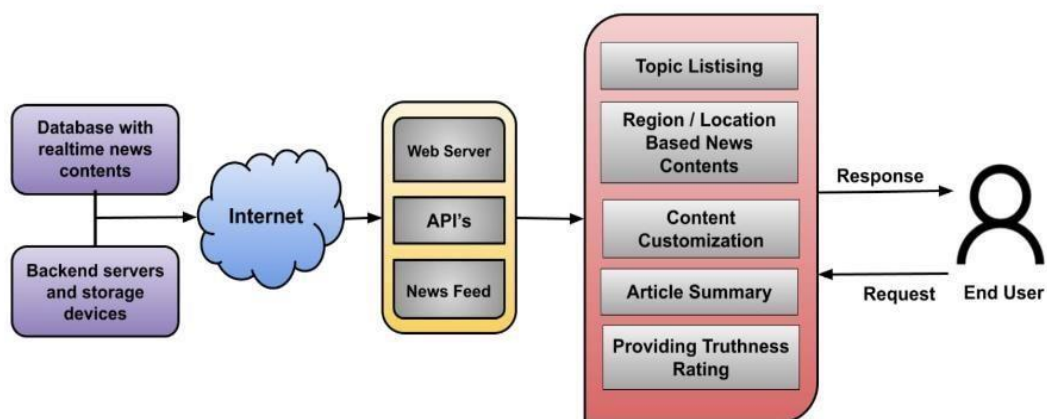 Database with
realtime news
contents
Backend servers
and storage
devices
Internet
Web Server
API's
News Feed
Topic Listising
Region / Location
Based News
Contents
Content
Customization
Article Summary
Providing Truthness
Rating
Response
Request
End User